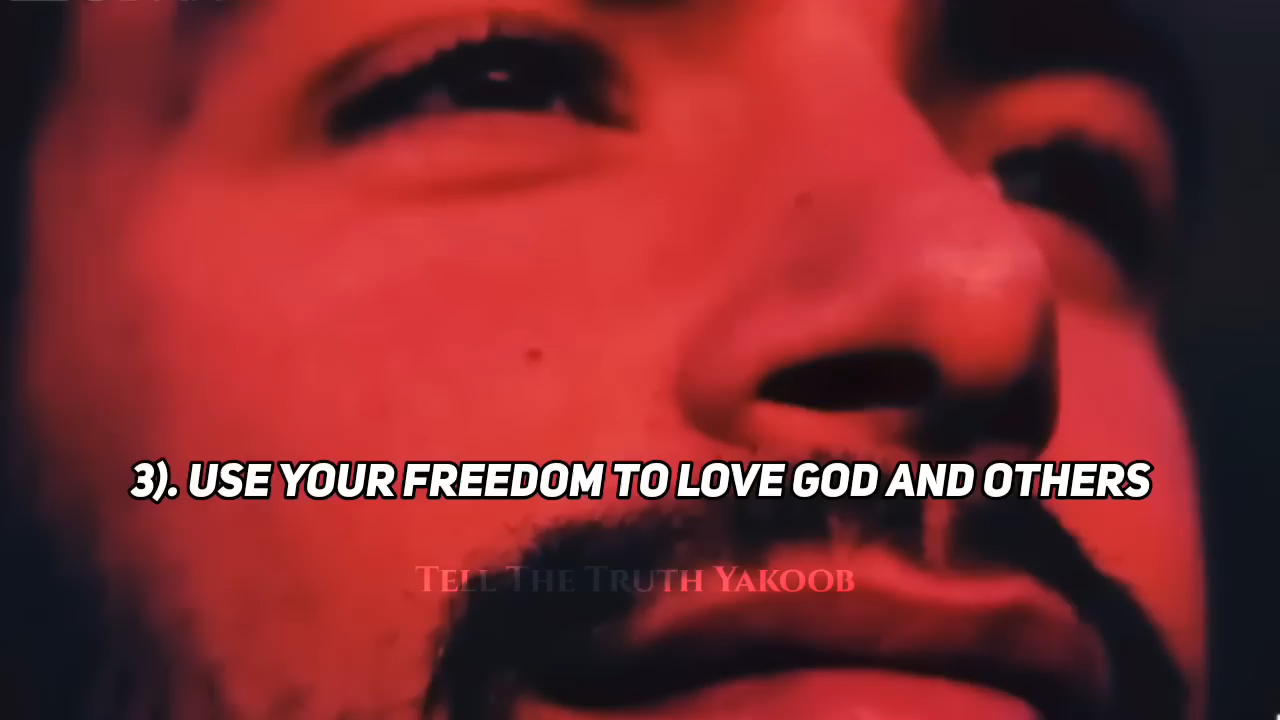 3). USE YOUR FREEDOM TO LOVE GOD AND OTHERS
TELL THE TRUTH YAKOOB